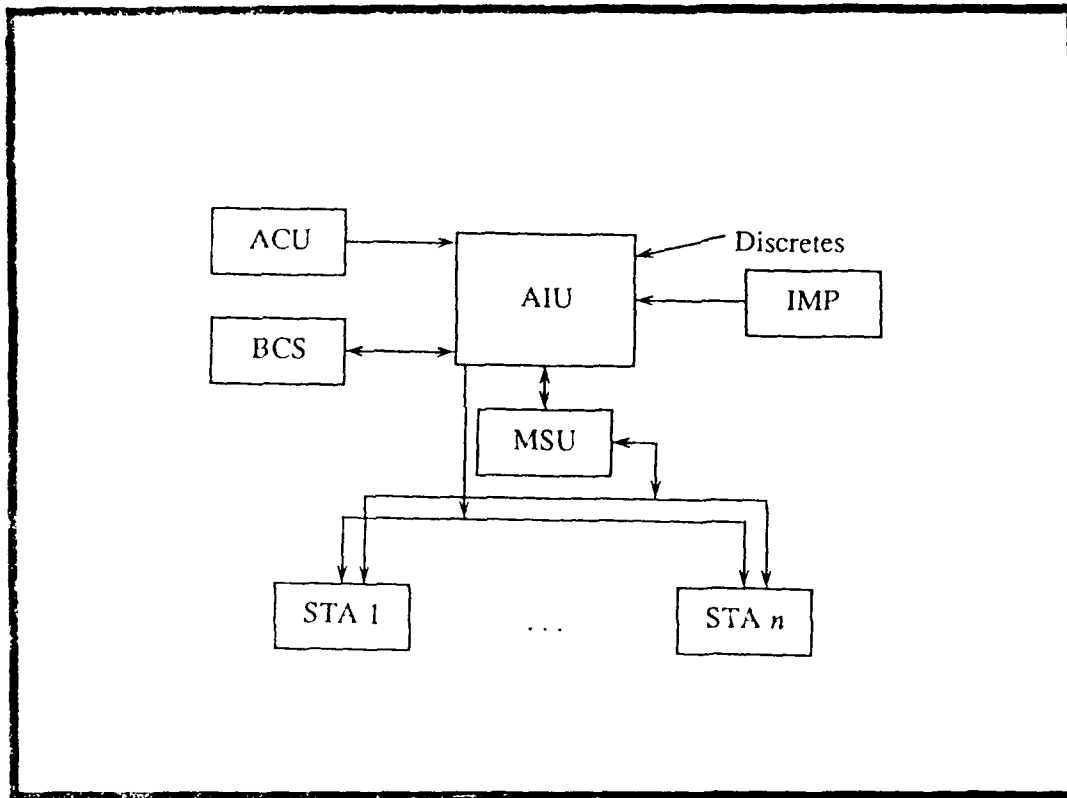 ACU
Discretes
AIU
IMP
BCS
MSU
STA 1
...
STA n